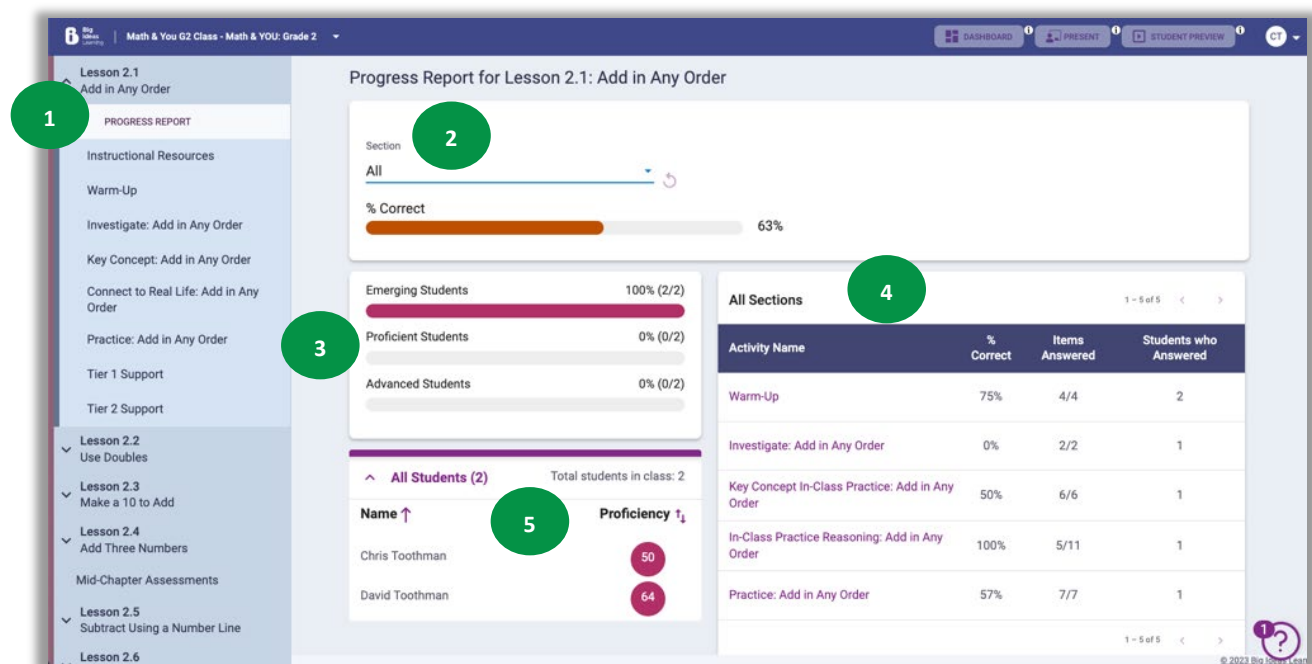 Big Ideas Learning
Math & You G2 Class - Math & YOU: Grade 2
DASHBOARD
PRESENT
STUDENT PREVIEW
CT
Lesson 2.1
Add in Any Order
1
PROGRESS REPORT
Instructional Resources
Warm-Up
Investigate: Add in Any Order
Key Concept: Add in Any Order
Connect to Real Life: Add in Any
Order
Practice: Add in Any Order
Tier 1 Support
Tier 2 Support
Lesson 2.2
Use Doubles
Lesson 2.3
Make a 10 to Add
Lesson 2.4
Add Three Numbers
Mid-Chapter Assessments
Lesson 2.5
Subtract Using a Number Line
Lesson 2.6
Progress Report for Lesson 2.1: Add in Any Order
2
Section
All
% Correct
63%
3
Emerging Students 100% (2/2)
Proficient Students 0% (0/2)
Advanced Students 0% (0/2)
All Students (2) Total students in class: 2
5
Name Proficiency
Chris Toothman 50
David Toothman 64
4
All Sections 1 – 5 of 5
Activity Name % Correct Items Answered Students who Answered
Warm-Up 75% 4/4 2
Investigate: Add in Any Order 0% 2/2 1
Key Concept In-Class Practice: Add in Any
Order 50% 6/6 1
In-Class Practice Reasoning: Add in Any
Order 100% 5/11 1
Practice: Add in Any Order 57% 7/7 1
1 – 5 of 5
1
?
© 2023 Big Ideas Learn